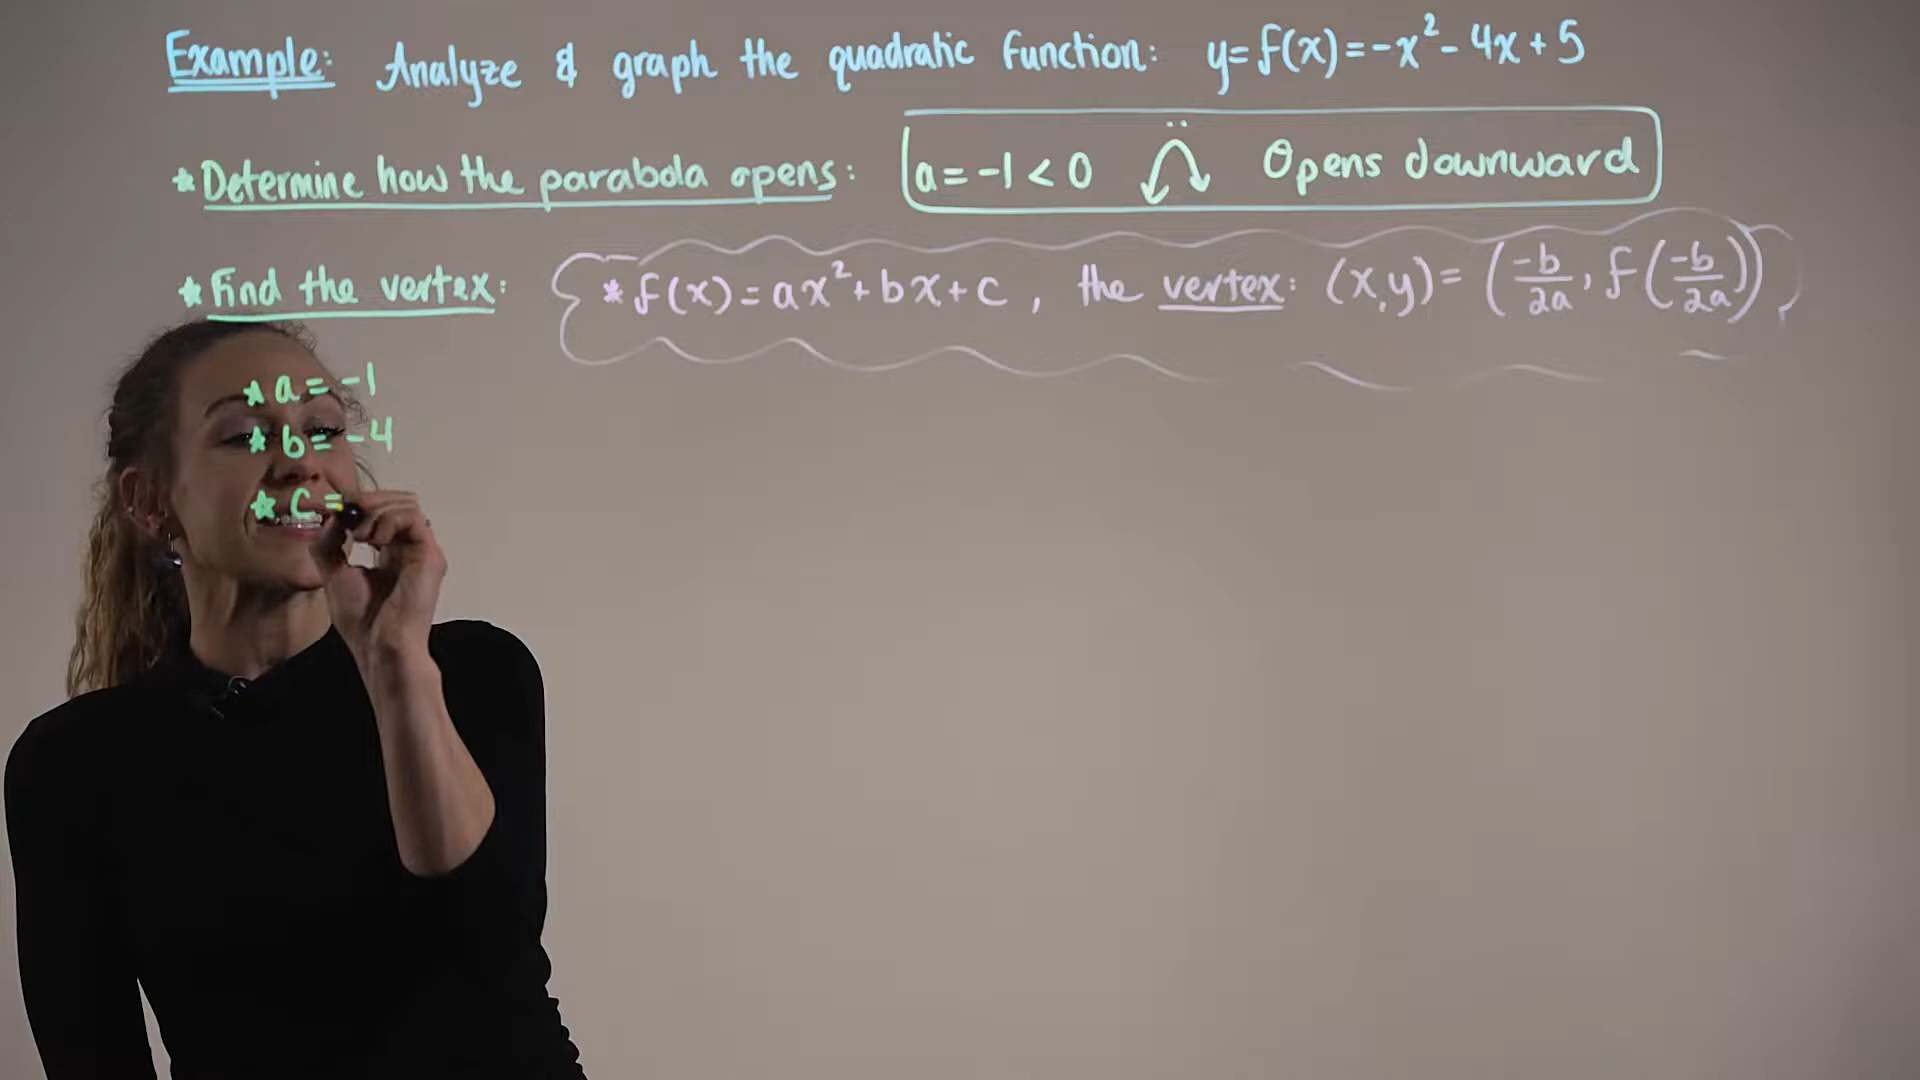 Example: Analyze & graph the quadratic function: y=f(x)=-x²-4x+5
*Determine how the parabola opens: a=-1<0 Opens downward
*Find the vertex: *f(x)=ax²+bx+c, the vertex: (x,y)=(-b/2a, f(-b/2a))
*a=-1
*b=-4
*c=